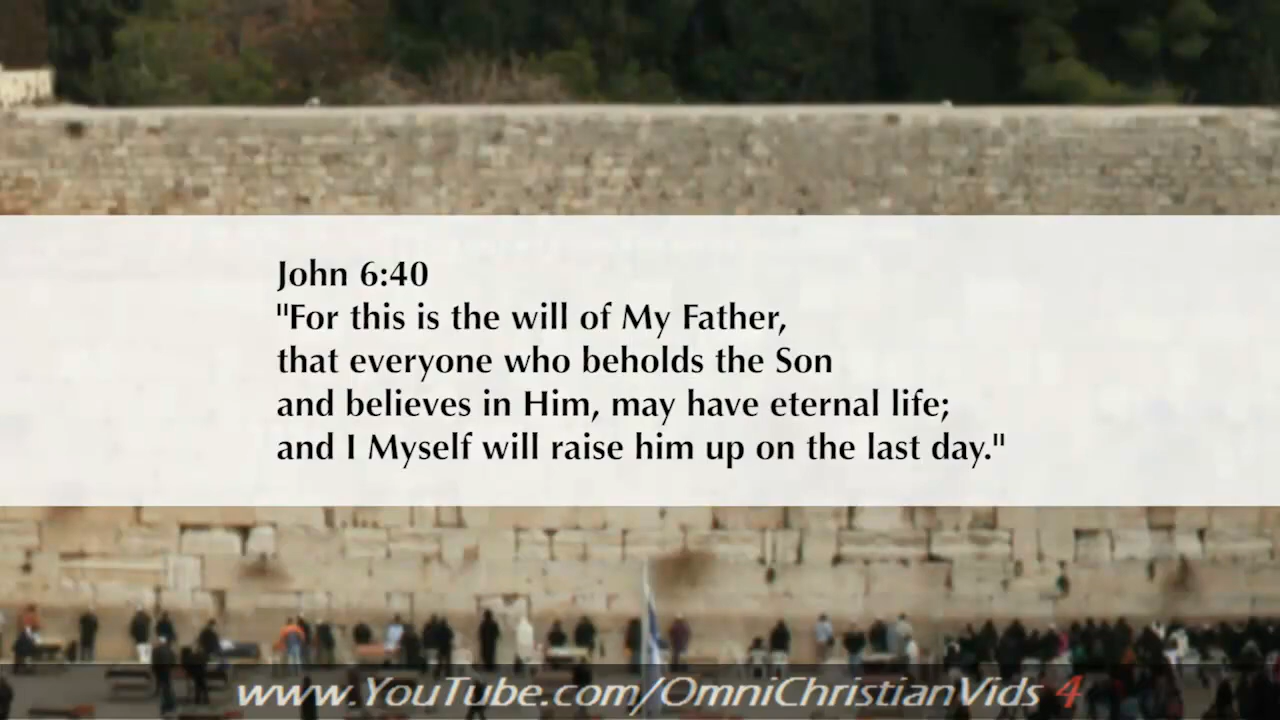 John 6:40
"For this is the will of My Father,
that everyone who beholds the Son
and believes in Him, may have eternal life;
and I Myself will raise him up on the last day."
www.YouTube.com/OmniChristianVids 4